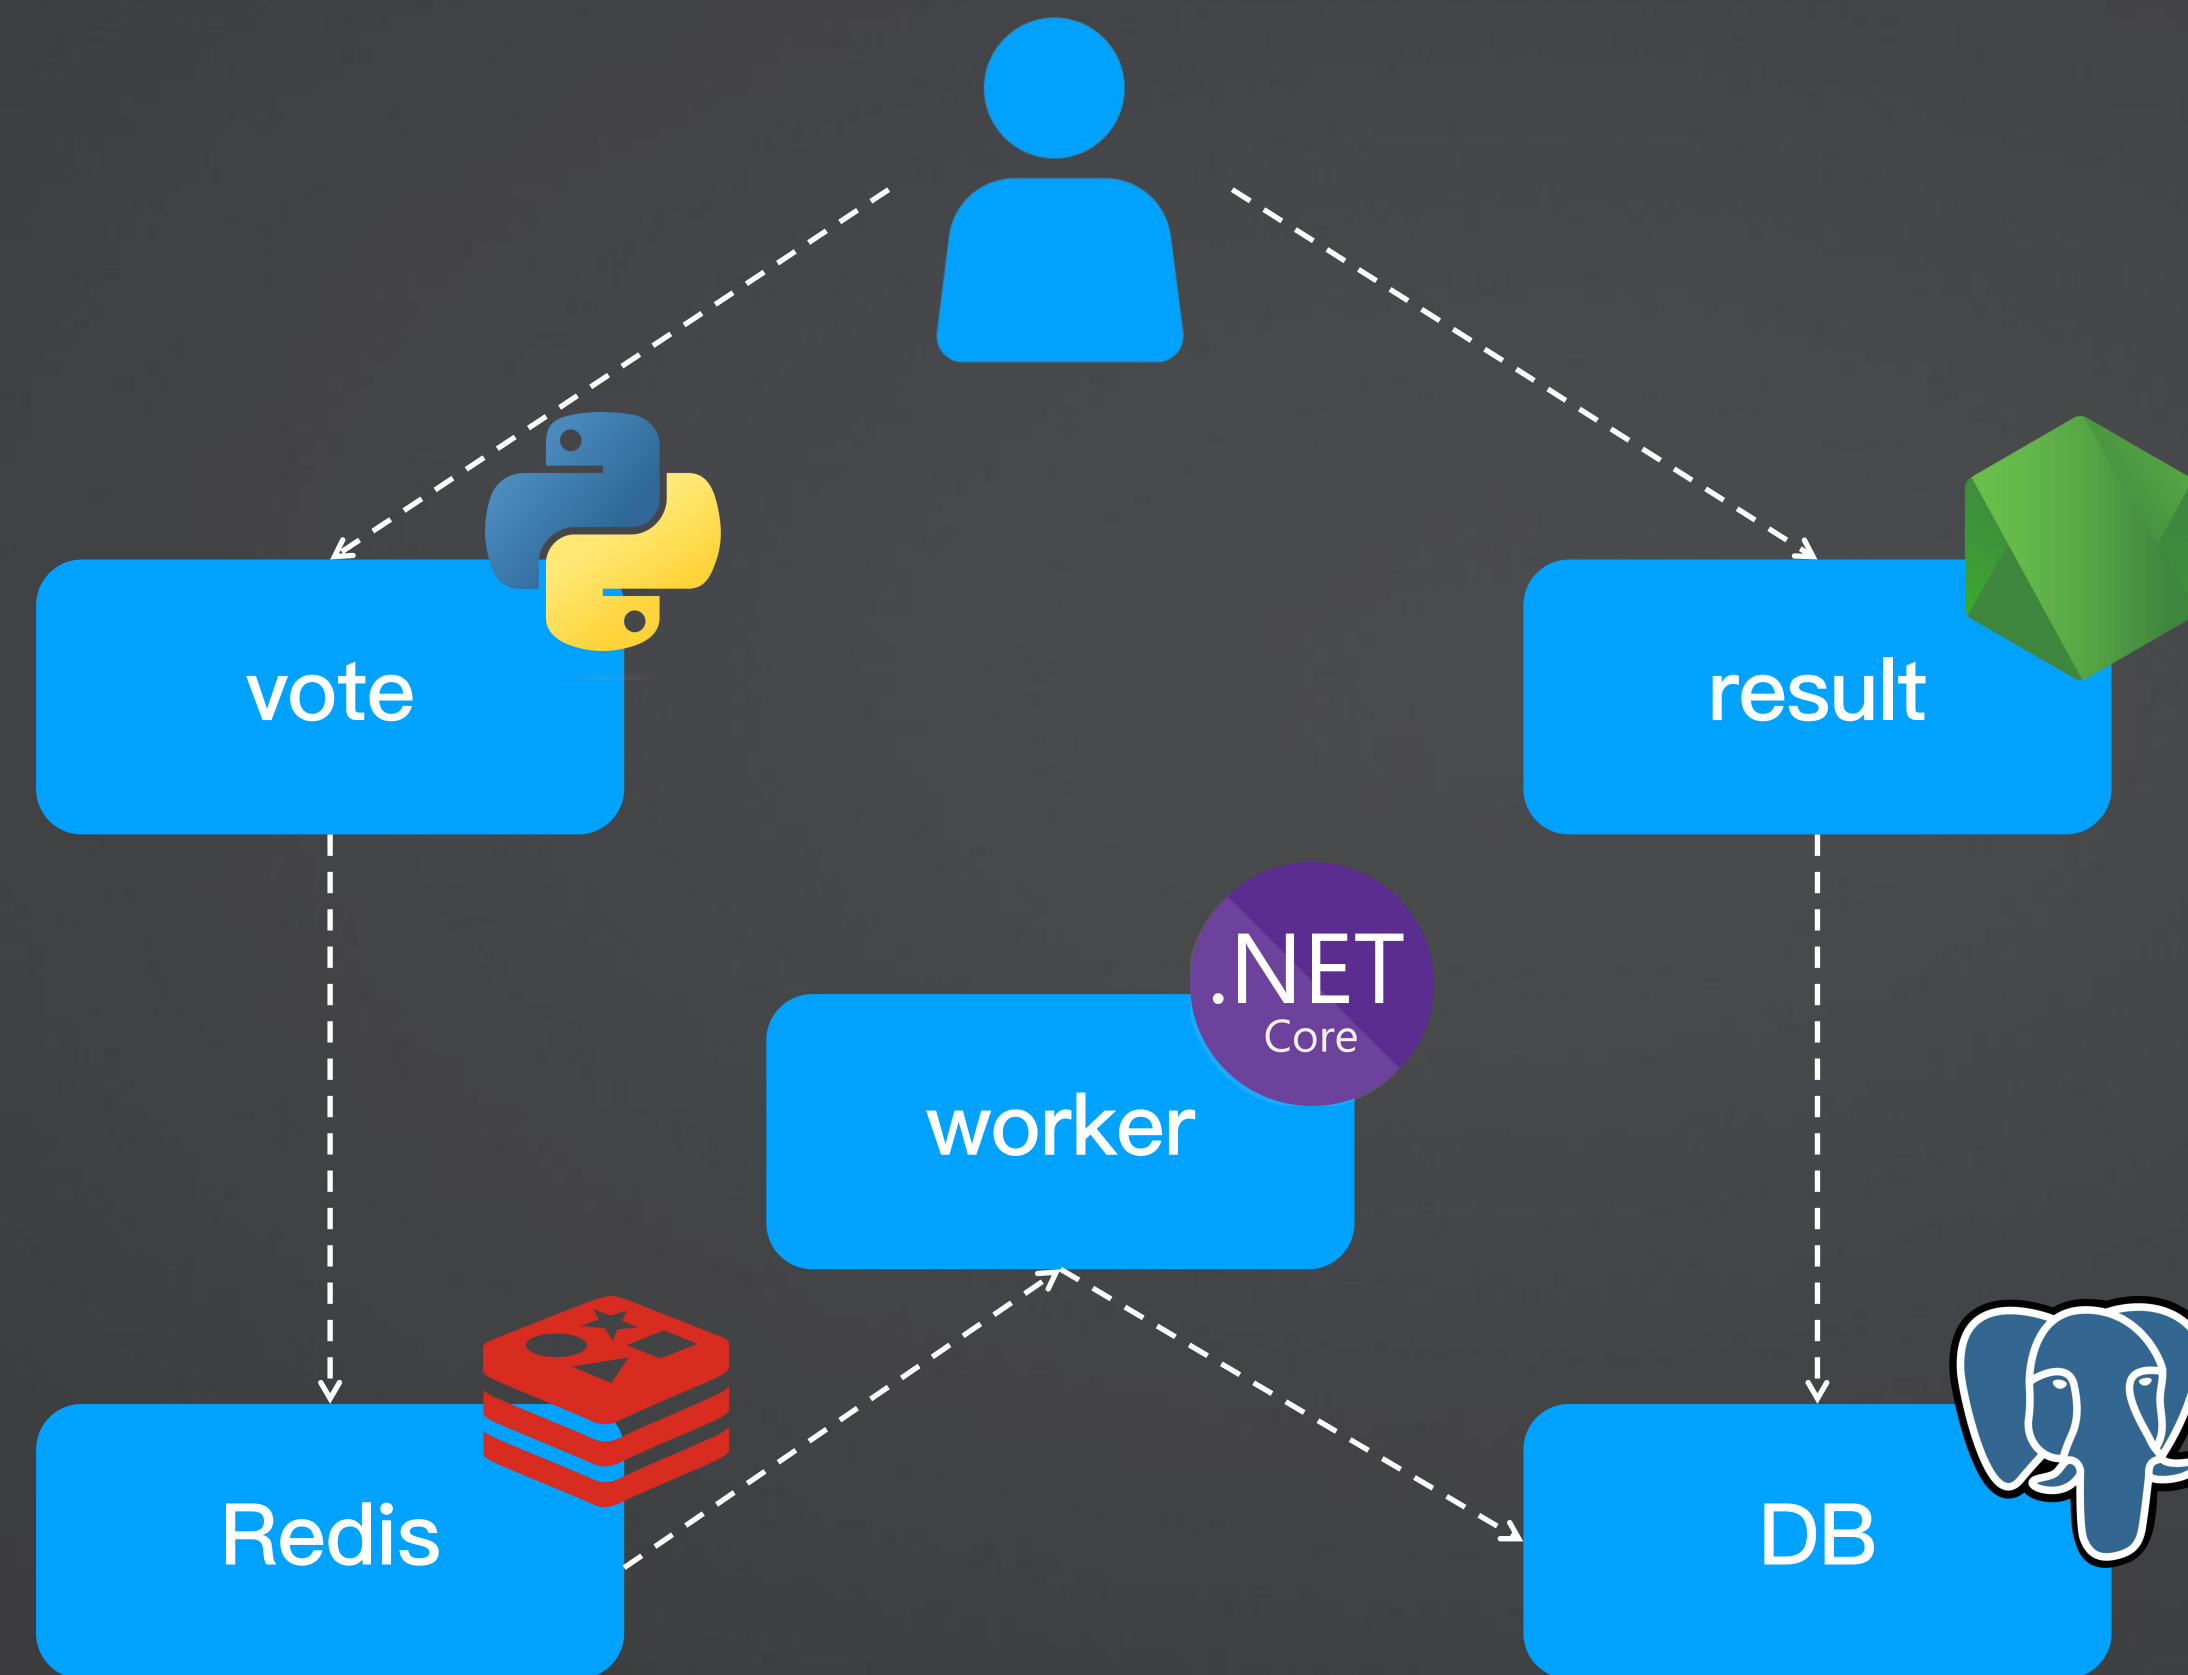 vote
result
.NET
Core
worker
Redis
DB